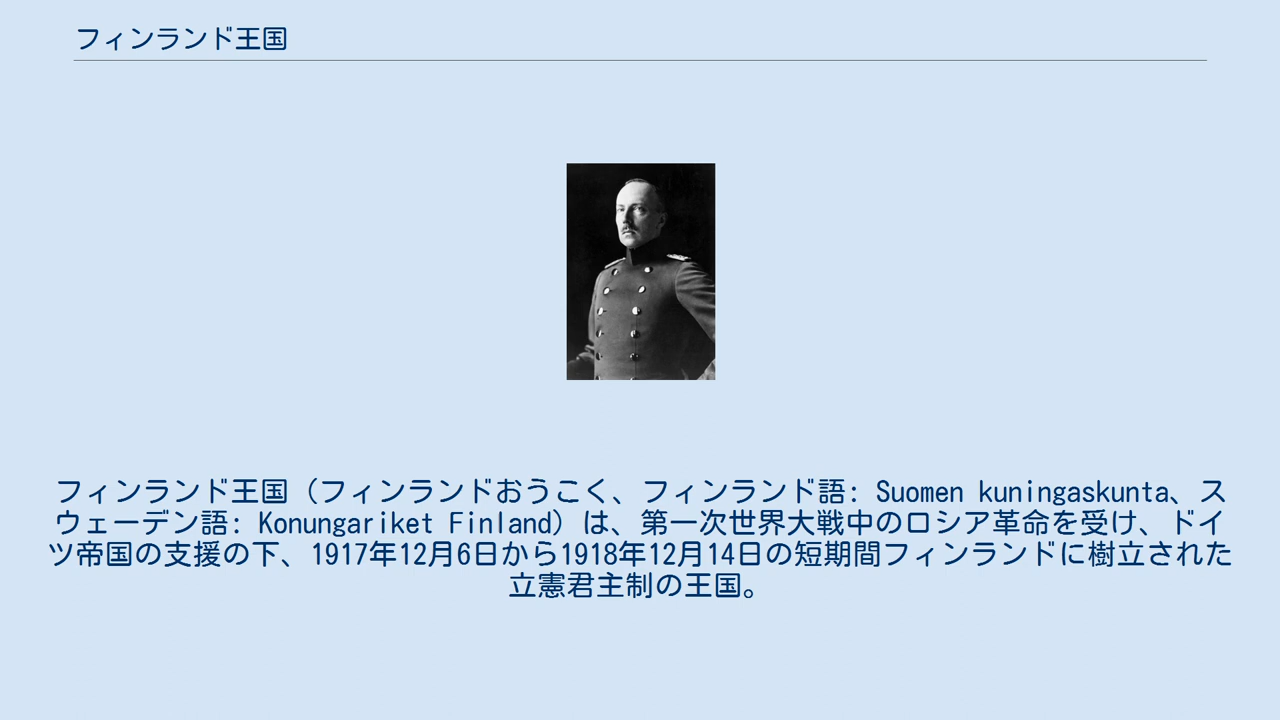 フィンランド王国
フィンランド王国（フィンランドおうこく、フィンランド語: Suomen kuningaskunta、ス
ウェーデン語: Konungariket Finland）は、第一次世界大戦中のロシア革命を受け、ドイ
ツ帝国の支援の下、1917年12月6日から1918年12月14日の短期間フィンランドに樹立された
立憲君主制の王国。